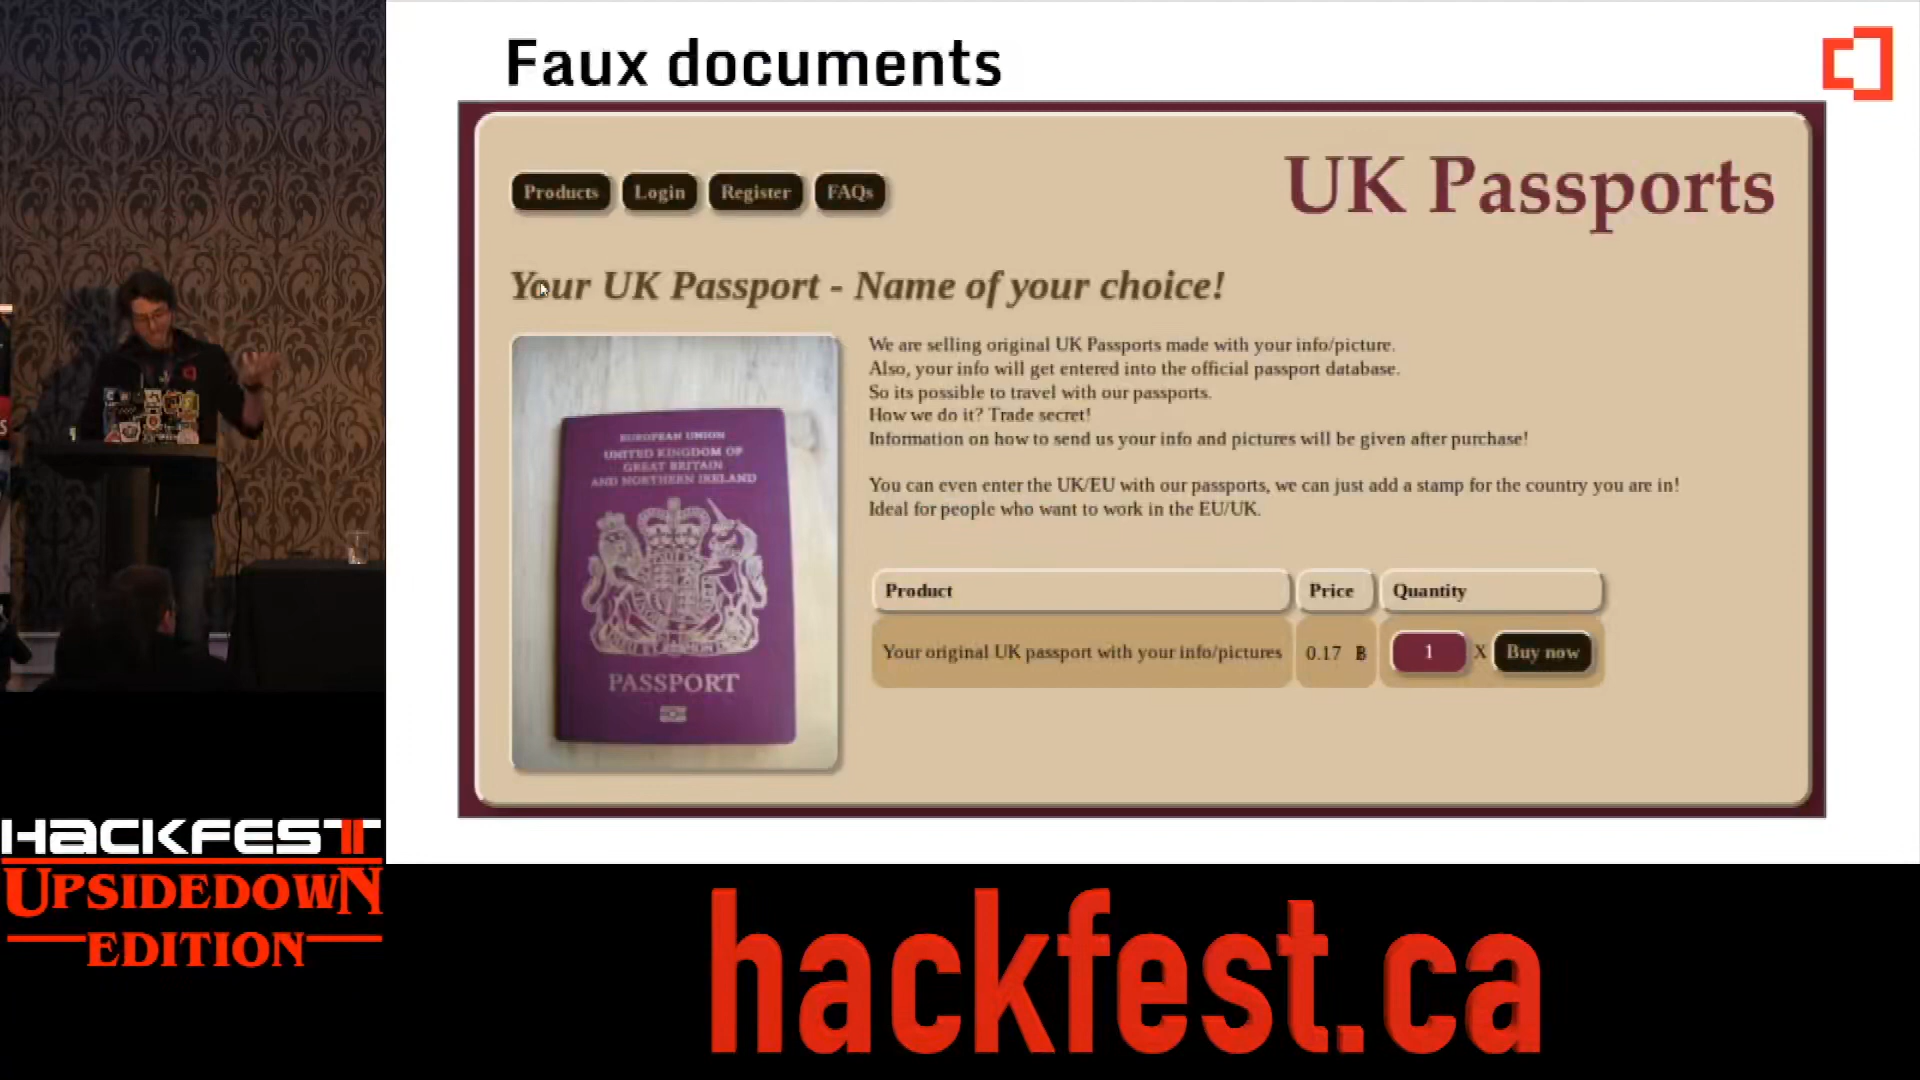 Faux documents
Products Login Register FAQs
UK Passports
Your UK Passport - Name of your choice!
We are selling original UK Passports made with your info/picture.
Also, your info will get entered into the official passport database.
So its possible to travel with our passports.
How we do it? Trade secret!
Information on how to send us your info and pictures will be given after purchase!
You can even enter the UK/EU with our passports, we can just add a stamp for the country you are in!
Ideal for people who want to work in the EU/UK.
EUROPEAN UNION
UNITED KINGDOM OF
GREAT BRITAIN
AND NORTHERN IRELAND
PASSPORT
Product Price Quantity
Your original UK passport with your info/pictures 0.17 ฿ 1 X Buy now
HACKFEST
UPSIDEDOWN
EDITION
hackfest.ca